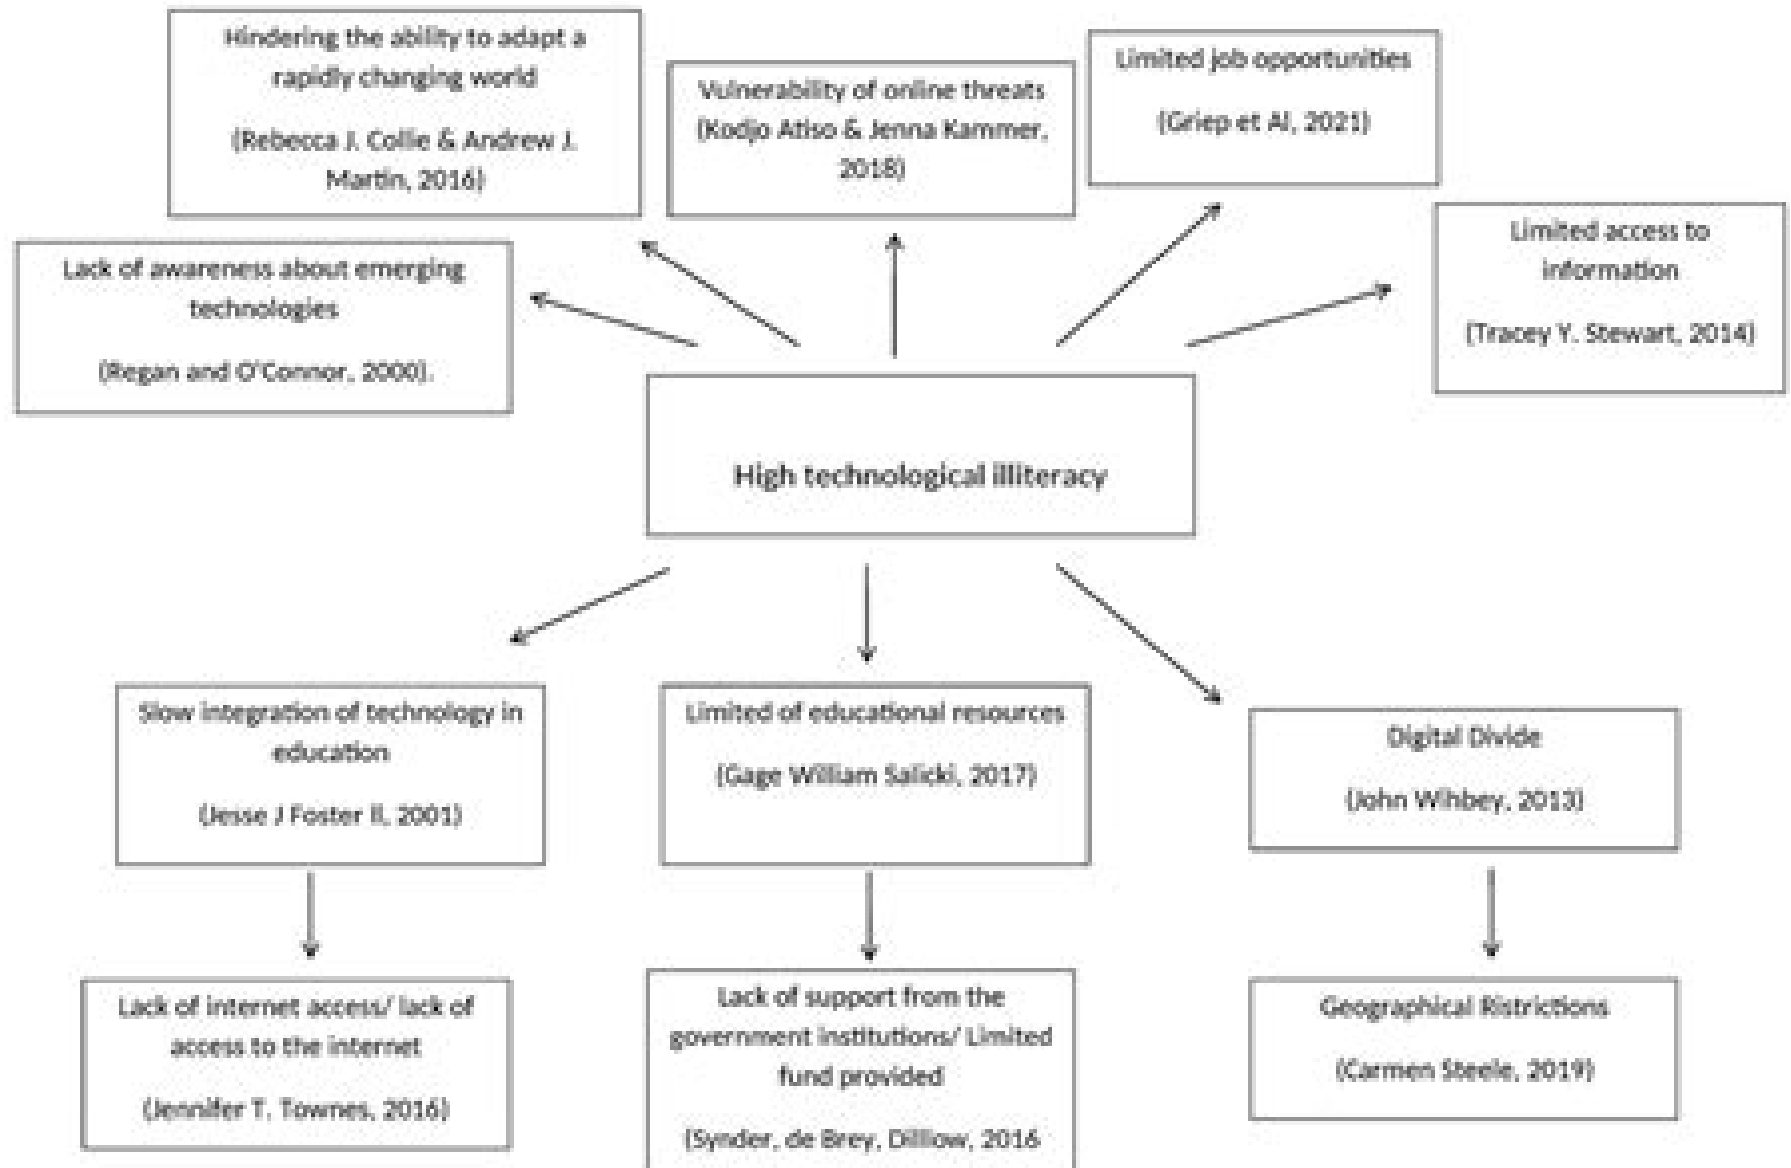 Hindering the ability to adapt a
rapidly changing world
(Rebecca J. Collie & Andrew J.
Martin, 2016)
Vulnerability of online threats
(Kodjo Atiso & Jenna Kammer,
2018)
Limited job opportunities
(Griep et Al, 2021)
Limited access to
information
(Tracey Y. Stewart, 2014)
Lack of awareness about emerging
technologies
(Regan and O'Connor, 2000).
High technological illiteracy
Slow integration of technology in
education
(Jesse J Foster II, 2001)
Limited of educational resources
(Gage William Salicki, 2017)
Digital Divide
(John Wihbey, 2013)
Lack of internet access/ lack of
access to the internet
(Jennifer T. Townes, 2016)
Lack of support from the
government institutions/ Limited
fund provided
(Synder, de Brey, Dilllow, 2016
Geographical Ristrictions
(Carmen Steele, 2019)